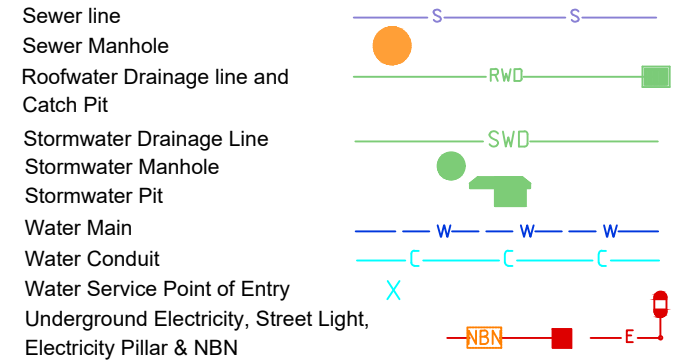 Sewer line S S
Sewer Manhole
Roofwater Drainage line and RWD
Catch Pit
Stormwater Drainage Line SWD
Stormwater Manhole
Stormwater Pit
Water Main W W W
Water Conduit C C C
Water Service Point of Entry X
Underground Electricity, Street Light,
Electricity Pillar & NBN NBN E